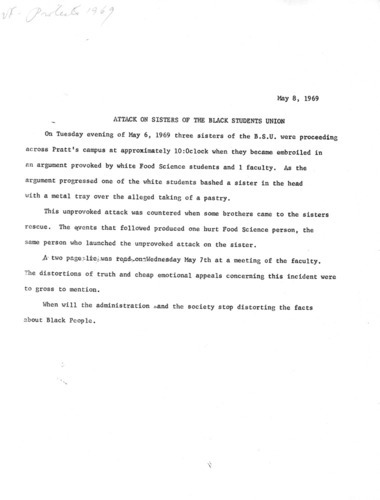 VF - Protests 1969
May 8, 1969
ATTACK ON SISTERS OF THE BLACK STUDENTS UNION
On Tuesday evening of May 6, 1969 three sisters of the B.S.U. were proceeding
across Pratt's campus at approximately 10:Oclock when they became embroiled in
an argument provoked by white Food Science students and 1 faculty. As the
argument progressed one of the white students bashed a sister in the head
with a metal tray over the alleged taking of a pastry.
This unprovoked attack was countered when some brothers came to the sisters
rescue. The events that followed produced one hurt Food Science person, the
same person who launched the unprovoked attack on the sister.
A two page lie was read on Wednesday May 7th at a meeting of the faculty.
The distortions of truth and cheap emotional appeals concerning this incident were
to gross to mention.
When will the administration and the society stop distorting the facts
about Black People.